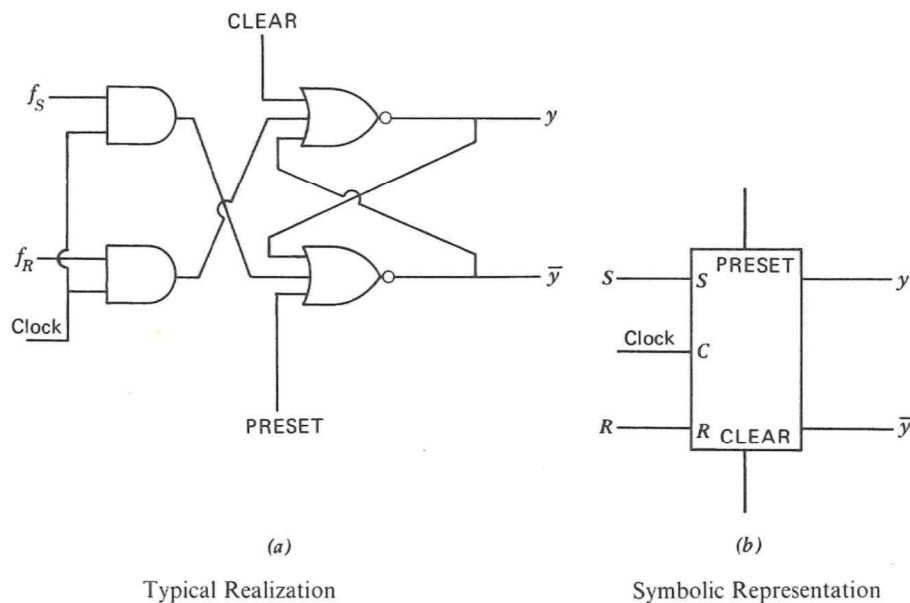 CLEAR
f_S
y
f_R
Clock
ȳ
PRESET
(a)
Typical Realization
PRESET
S S y
Clock C
R R ȳ
CLEAR
(b)
Symbolic Representation